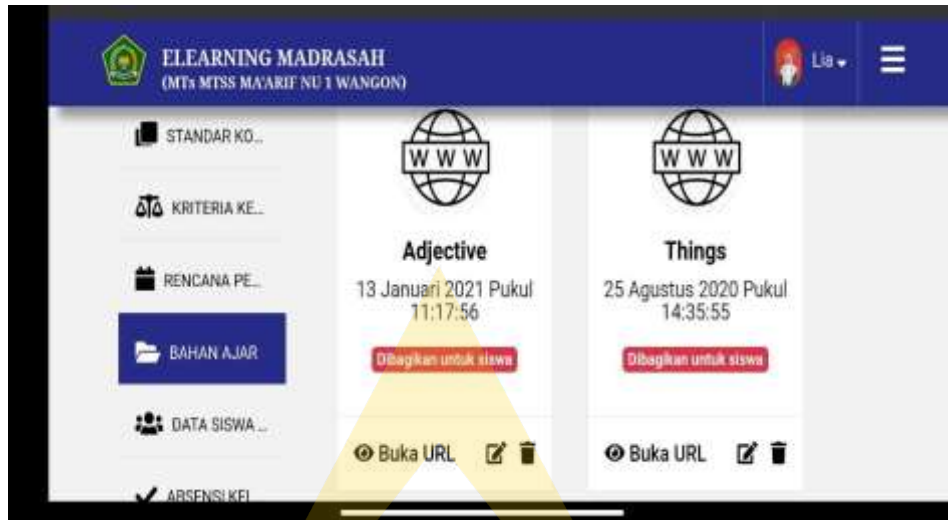 ELEARNING MADRASAH
(MTs MTSS MA'ARIF NU 1 WANGON)
Lia
STANDAR KO...
KRITERIA KE...
RENCANA PE...
BAHAN AJAR
DATA SISWA ...
ABSENSI KEL
WWW
Adjective
13 Januari 2021 Pukul
11:17:56
Dibagikan untuk siswa
Buka URL
WWW
Things
25 Agustus 2020 Pukul
14:35:55
Dibagikan untuk siswa
Buka URL